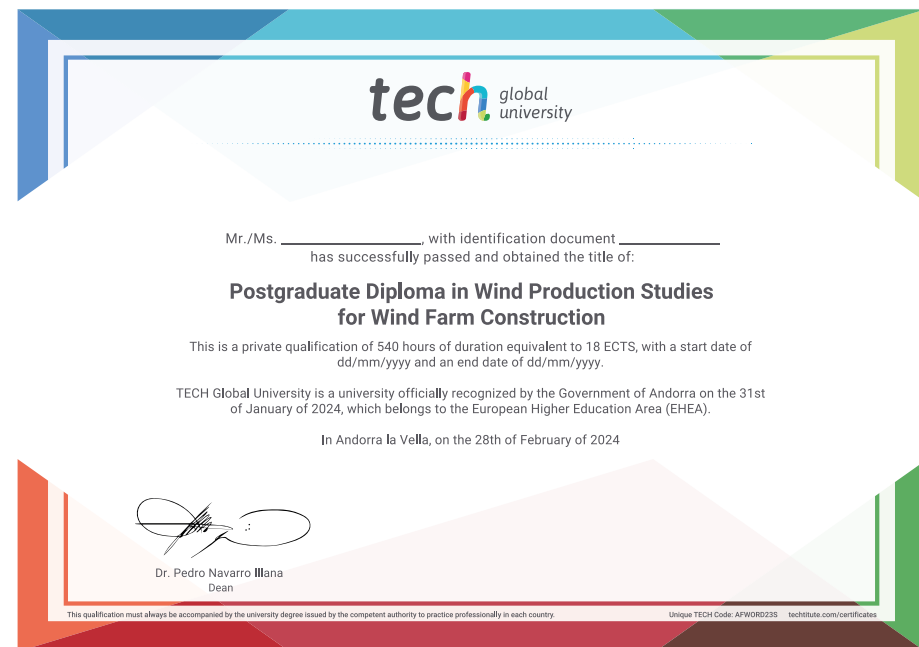 tech global
university
Mr./Ms. ____________________, with identification document ______________
has successfully passed and obtained the title of:
Postgraduate Diploma in Wind Production Studies
for Wind Farm Construction
This is a private qualification of 540 hours of duration equivalent to 18 ECTS, with a start date of
dd/mm/yyyy and an end date of dd/mm/yyyy.
TECH Global University is a university officially recognized by the Government of Andorra on the 31st
of January of 2024, which belongs to the European Higher Education Area (EHEA).
In Andorra la Vella, on the 28th of February of 2024
Dr. Pedro Navarro Illana
Dean
This qualification must always be accompanied by the university degree issued by the competent authority to practice professionally in each country. Unique TECH Code: AFWORD23S techtitute.com/certificates